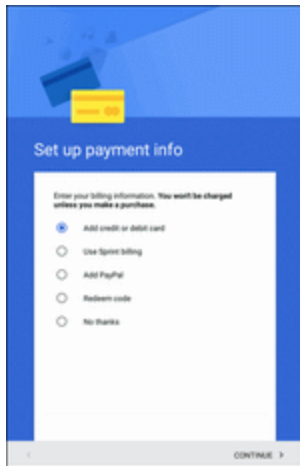 Set up payment info
Enter your billing information. You won't be charged
unless you make a purchase.
Add credit or debit card
Use Sprint billing
Add PayPal
Redeem code
No thanks
CONTINUE